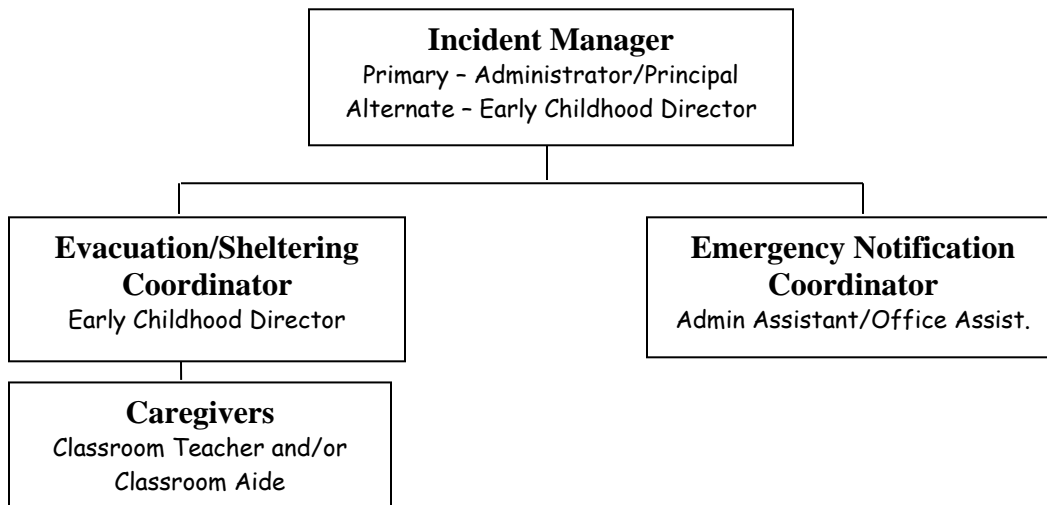 Incident Manager
Primary – Administrator/Principal
Alternate – Early Childhood Director
Evacuation/Sheltering
Coordinator
Early Childhood Director
Emergency Notification
Coordinator
Admin Assistant/Office Assist.
Caregivers
Classroom Teacher and/or
Classroom Aide